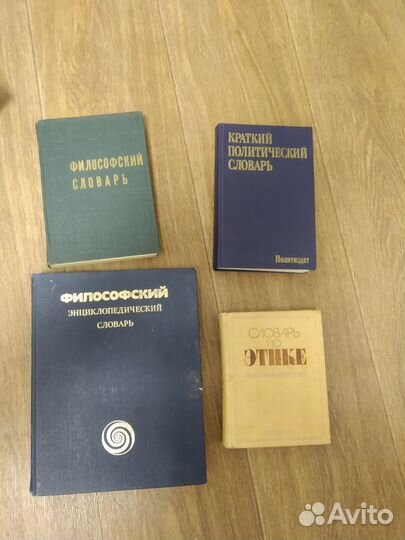 ФИЛОСОФСКИЙ
СЛОВАРЬ
КРАТКИЙ
ПОЛИТИЧЕСКИЙ
СЛОВАРЬ
Политиздат
ФИЛОСОФСКИЙ
ЭНЦИКЛОПЕДИЧЕСКИЙ
СЛОВАРЬ
СЛОВАРЬ
ПО
ЭТИКЕ
Avito